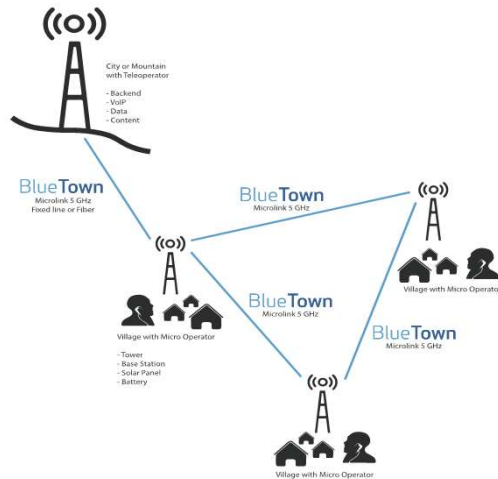 City or Mountain
with Teleoperator
- Backend
- VoIP
- Data
- Content
BlueTown
Microlink 5 GHz
Fixed line or Fiber
BlueTown
Microlink 5 GHz
Village with Micro Operator
BlueTown
Microlink 5 GHz
BlueTown
Microlink 5 GHz
Village with Micro Operator
- Tower
- Base Station
- Solar Panel
- Battery
Village with Micro Operator